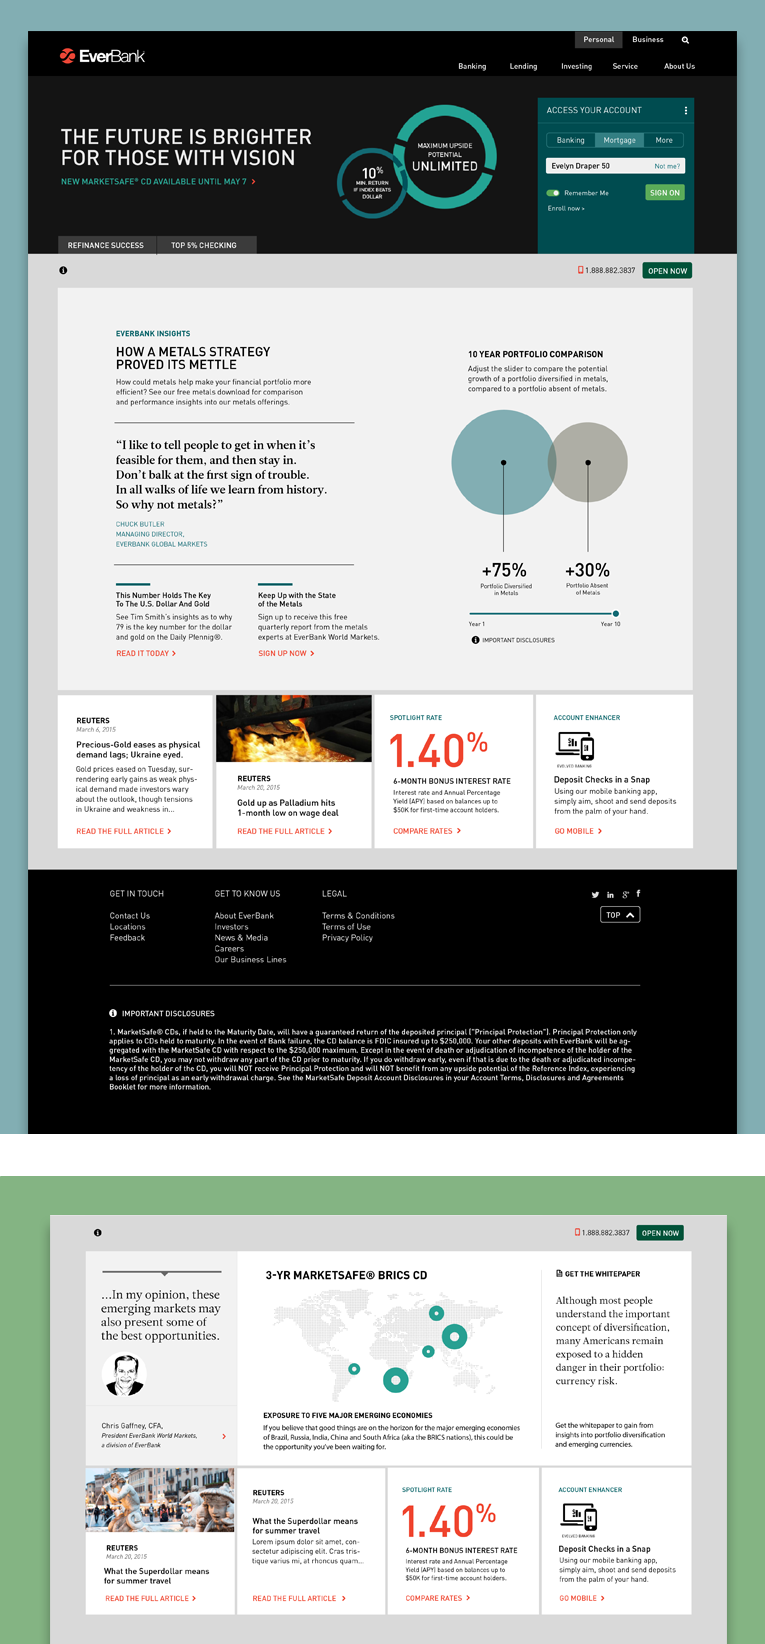 Personal Business
EverBank
Banking Lending Investing Service About Us
THE FUTURE IS BRIGHTER
FOR THOSE WITH VISION
NEW MARKETSAFE® CD AVAILABLE UNTIL MAY 7 >
10%
MIN. RETURN
IF INDEX BEATS
DOLLAR
MAXIMUM UPSIDE
POTENTIAL
UNLIMITED
ACCESS YOUR ACCOUNT
Banking Mortgage More
Evelyn Draper 50 Not me?
Remember Me SIGN ON
Enroll now >
REFINANCE SUCCESS TOP 5% CHECKING
1.888.882.3837 OPEN NOW
EVERBANK INSIGHTS
HOW A METALS STRATEGY
PROVED ITS METTLE
How could metals help make your financial portfolio more
efficient? See our free metals download for comparison
and performance insights into our metals offerings.
“I like to tell people to get in when it’s
feasible for them, and then stay in.
Don’t balk at the first sign of trouble.
In all walks of life we learn from history.
So why not metals?”
CHUCK BUTLER
MANAGING DIRECTOR,
EVERBANK GLOBAL MARKETS
This Number Holds The Key
To The U.S. Dollar And Gold
See Tim Smith's insights as to why
79 is the key number for the dollar
and gold on the Daily Pfennig®.
READ IT TODAY >
Keep Up with the State
of the Metals
Sign up to receive this free
quarterly report from the metals
experts at EverBank World Markets.
SIGN UP NOW >
10 YEAR PORTFOLIO COMPARISON
Adjust the slider to compare the potential
growth of a portfolio diversified in metals,
compared to a portfolio absent of metals.
+75%
Portfolio Diversified
in Metals
+30%
Portfolio Absent
of Metals
Year 1 Year 10
IMPORTANT DISCLOSURES
REUTERS
March 6, 2015
Precious-Gold eases as physical
demand lags; Ukraine eyed.
Gold prices eased on Tuesday, sur-
rendering early gains as weak phys-
ical demand made investors wary
about the outlook, though tensions
in Ukraine and weakness in...
READ THE FULL ARTICLE >
REUTERS
March 20, 2015
Gold up as Palladium hits
1-month low on wage deal
READ THE FULL ARTICLE >
SPOTLIGHT RATE
1.40%
6-MONTH BONUS INTEREST RATE
Interest rate and Annual Percentage
Yield (APY) based on balances up to
$50K for first-time account holders.
COMPARE RATES >
ACCOUNT ENHANCER
EVOLVED BANKING
Deposit Checks in a Snap
Using our mobile banking app,
simply aim, shoot and send deposits
from the palm of your hand.
GO MOBILE >
GET IN TOUCH
Contact Us
Locations
Feedback
GET TO KNOW US
About EverBank
Investors
News & Media
Careers
Our Business Lines
LEGAL
Terms & Conditions
Terms of Use
Privacy Policy
TOP
IMPORTANT DISCLOSURES
1. MarketSafe® CDs, if held to the Maturity Date, will have a guaranteed return of the deposited principal ("Principal Protection"). Principal Protection only
applies to CDs held to maturity. In the event of Bank failure, the CD balance is FDIC insured up to $250,000. Your other deposits with EverBank will be ag-
gregated with the MarketSafe CD with respect to the $250,000 maximum. Except in the event of death or adjudication of incompetence of the holder of the
MarketSafe CD, you may not withdraw any part of the CD prior to maturity. If you do withdraw early, even if that is due to the death or adjudicated incompe-
tency of the holder of the CD, you will NOT receive Principal Protection and will NOT benefit from any upside potential of the Reference Index, experiencing
a loss of principal as an early withdrawal charge. See the MarketSafe Deposit Account Disclosures in your Account Terms, Disclosures and Agreements
Booklet for more information.
1.888.882.3837 OPEN NOW
...In my opinion, these
emerging markets may
also present some of
the best opportunities.
Chris Gaffney, CFA,
President EverBank World Markets,
a division of EverBank
3-YR MARKETSAFE® BRICS CD
EXPOSURE TO FIVE MAJOR EMERGING ECONOMIES
If you believe that good things are on the horizon for the major emerging economies
of Brazil, Russia, India, China and South Africa (aka the BRICS nations), this could be
the opportunity you've been waiting for.
GET THE WHITEPAPER
Although most people
understand the important
concept of diversification,
many Americans remain
exposed to a hidden
danger in their portfolio:
currency risk.
Get the whitepaper to gain from
insights into portfolio diversification
and emerging currencies.
REUTERS
March 20, 2015
What the Superdollar means
for summer travel
READ THE FULL ARTICLE >
REUTERS
March 20, 2015
What the Superdollar means
for summer travel
Lorem ipsum dolor sit amet, con-
sectetur adipiscing elit. Cras tris-
tique varius mi, at rhoncus quam...
READ THE FULL ARTICLE >
SPOTLIGHT RATE
1.40%
6-MONTH BONUS INTEREST RATE
Interest rate and Annual Percentage
Yield (APY) based on balances up to
$50K for first-time account holders.
COMPARE RATES >
ACCOUNT ENHANCER
EVOLVED BANKING
Deposit Checks in a Snap
Using our mobile banking app,
simply aim, shoot and send deposits
from the palm of your hand.
GO MOBILE >